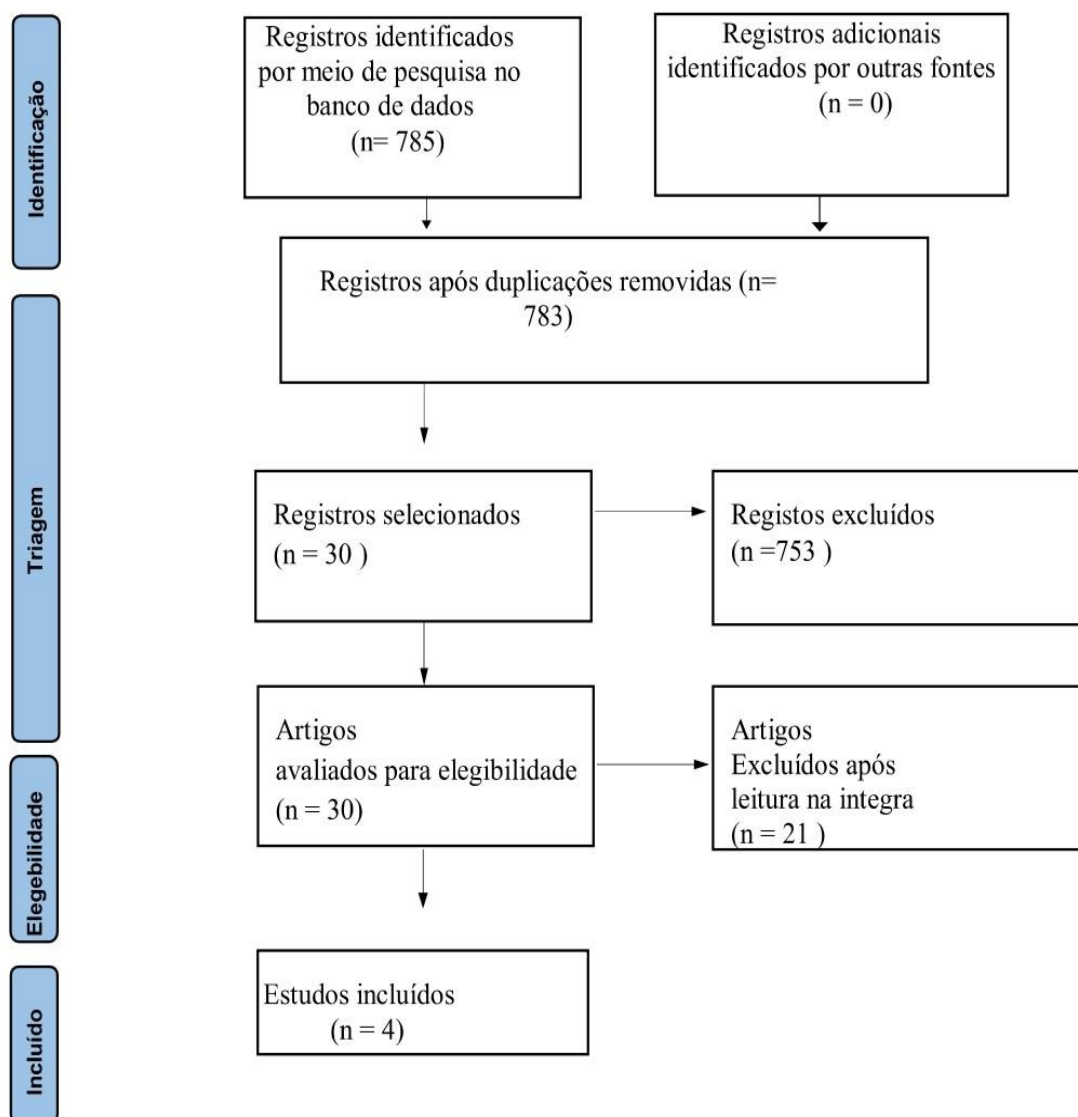 Identificação
Registros identificados
por meio de pesquisa no
banco de dados
(n= 785)
Registros adicionais
identificados por outras fontes
(n = 0)
Registros após duplicações removidas (n=
783)
Triagem
Registros selecionados
(n = 30 )
Registos excluídos
(n =753 )
Artigos
avaliados para elegibilidade
(n = 30)
Artigos
Excluídos após
leitura na integra
(n = 21 )
Elegebilidade
Estudos incluídos
(n = 4)
Incluído